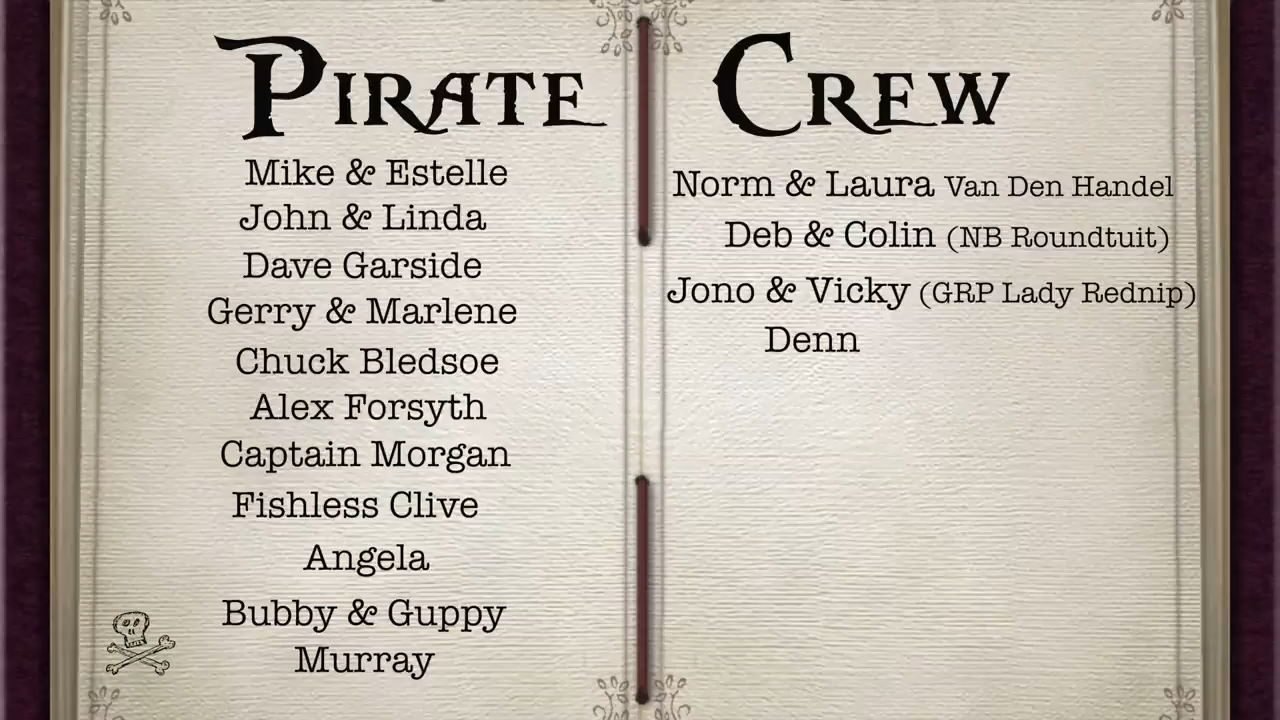 PIRATE CREW
Mike & Estelle
John & Linda
Dave Garside
Gerry & Marlene
Chuck Bledsoe
Alex Forsyth
Captain Morgan
Fishless Clive
Angela
Bubby & Guppy
Murray
Norm & Laura Van Den Handel
Deb & Colin (NB Roundtuit)
Jono & Vicky (GRP Lady Rednip)
Denn